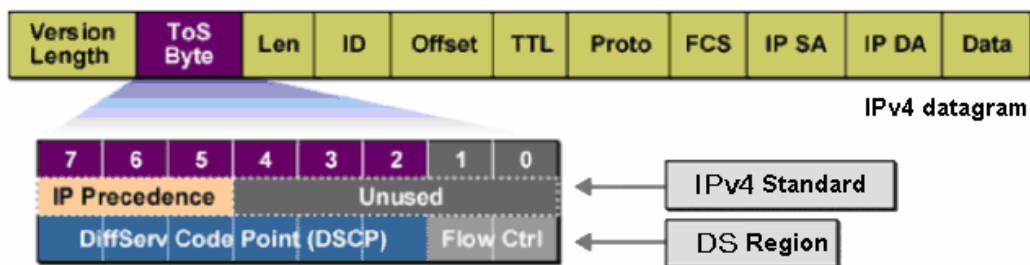 Version Length ToS Byte Len ID Offset TTL Proto FCS IP SA IP DA Data
IPv4 datagram
7 6 5 4 3 2 1 0
IP Precedence Unused
IPv4 Standard
DiffServ Code Point (DSCP) Flow Ctrl
DS Region